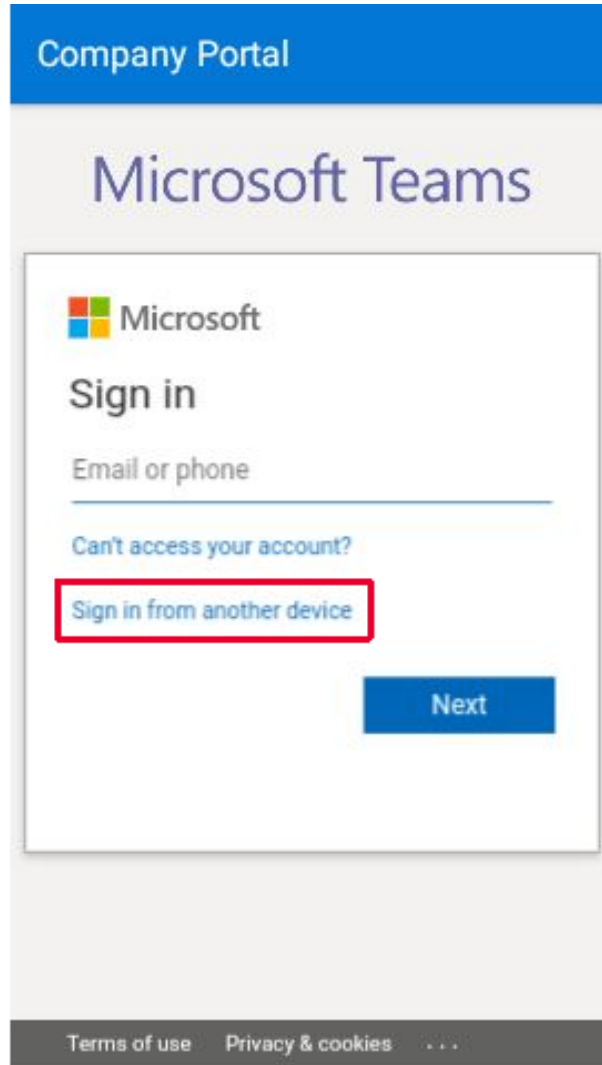 Company Portal
Microsoft Teams
Microsoft
Sign in
Email or phone
Can't access your account?
Sign in from another device
Next
Terms of use Privacy & cookies ...